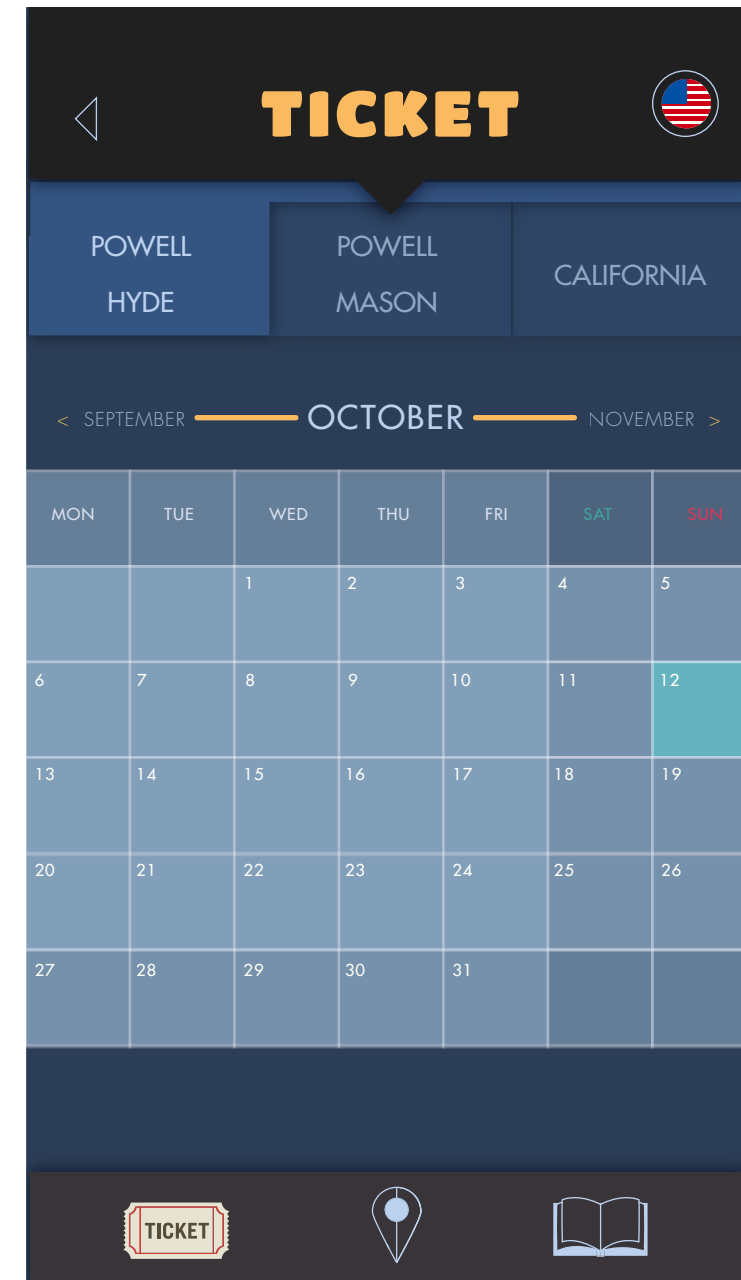 TICKET
POWELL
HYDE
POWELL
MASON
CALIFORNIA
< SEPTEMBER OCTOBER NOVEMBER >
MON TUE WED THU FRI SAT SUN
1 2 3 4 5
6 7 8 9 10 11 12
13 14 15 16 17 18 19
20 21 22 23 24 25 26
27 28 29 30 31
TICKET